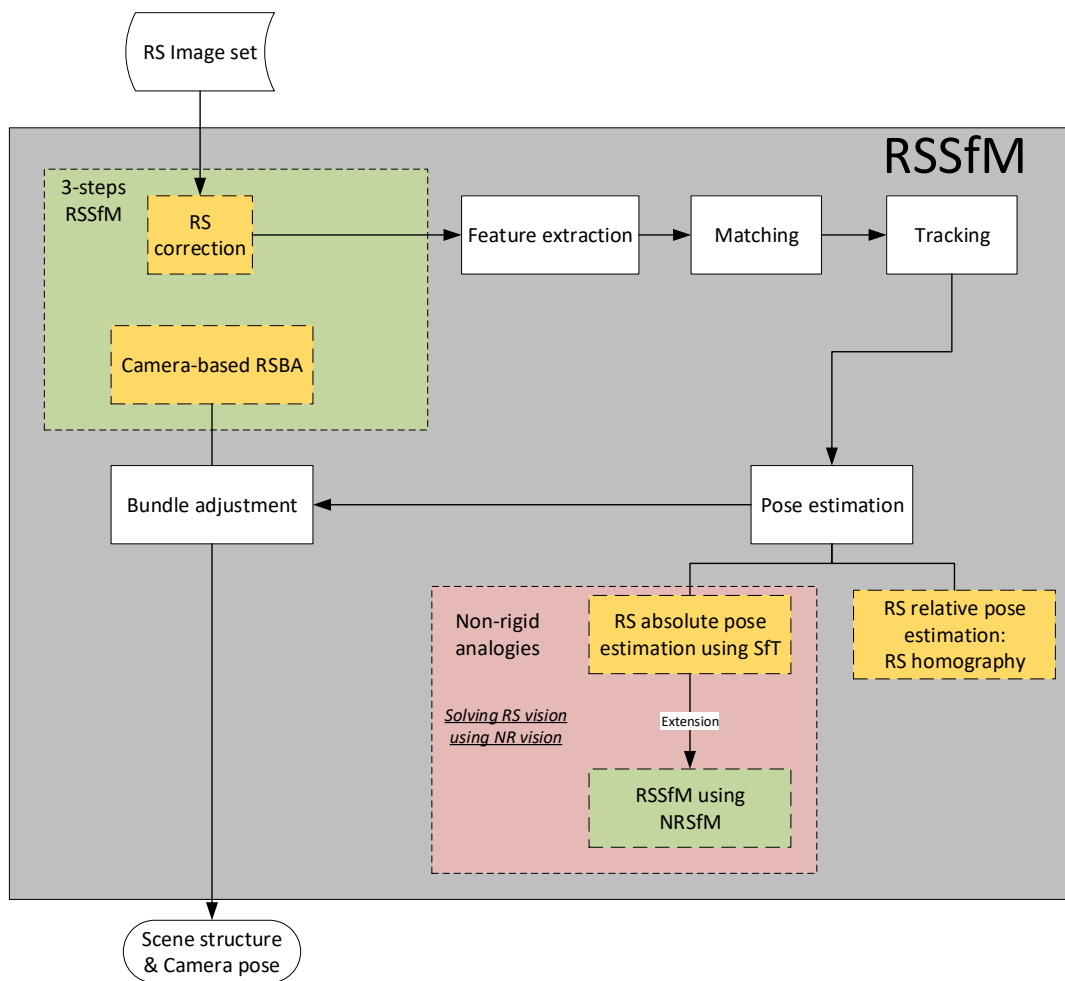 RS Image set
RSSfM
3-steps
RSSfM
RS
correction
Feature extraction
Matching
Tracking
Camera-based RSBA
Bundle adjustment
Pose estimation
Non-rigid
analogies
RS absolute pose
estimation using SfT
RS relative pose
estimation:
RS homography
Solving RS vision
using NR vision
Extension
RSSfM using
NRSfM
Scene structure
& Camera pose